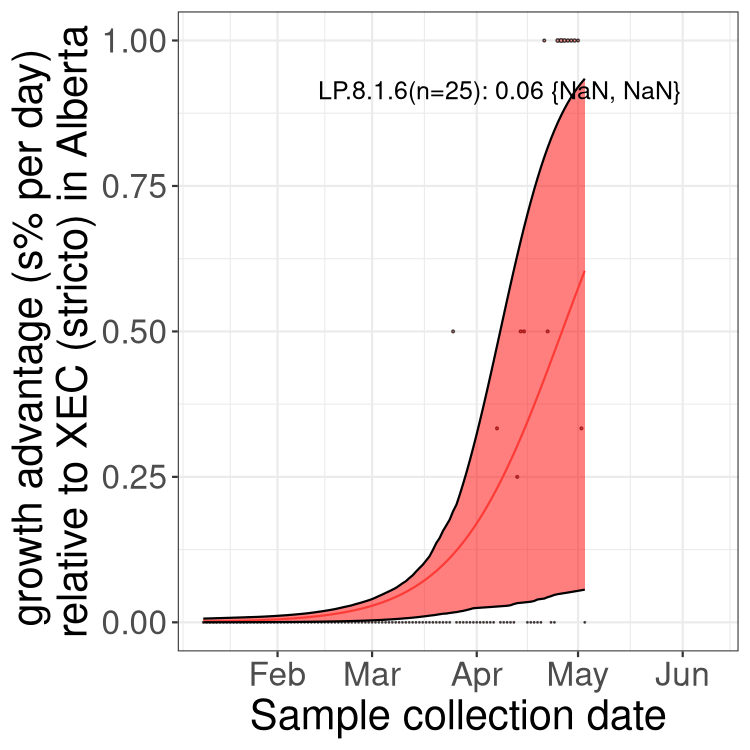 growth advantage (s% per day)
relative to XEC (stricto) in Alberta
1.00
0.75
0.50
0.25
0.00
LP.8.1.6(n=25): 0.06 {NaN, NaN}
Feb Mar Apr May Jun
Sample collection date